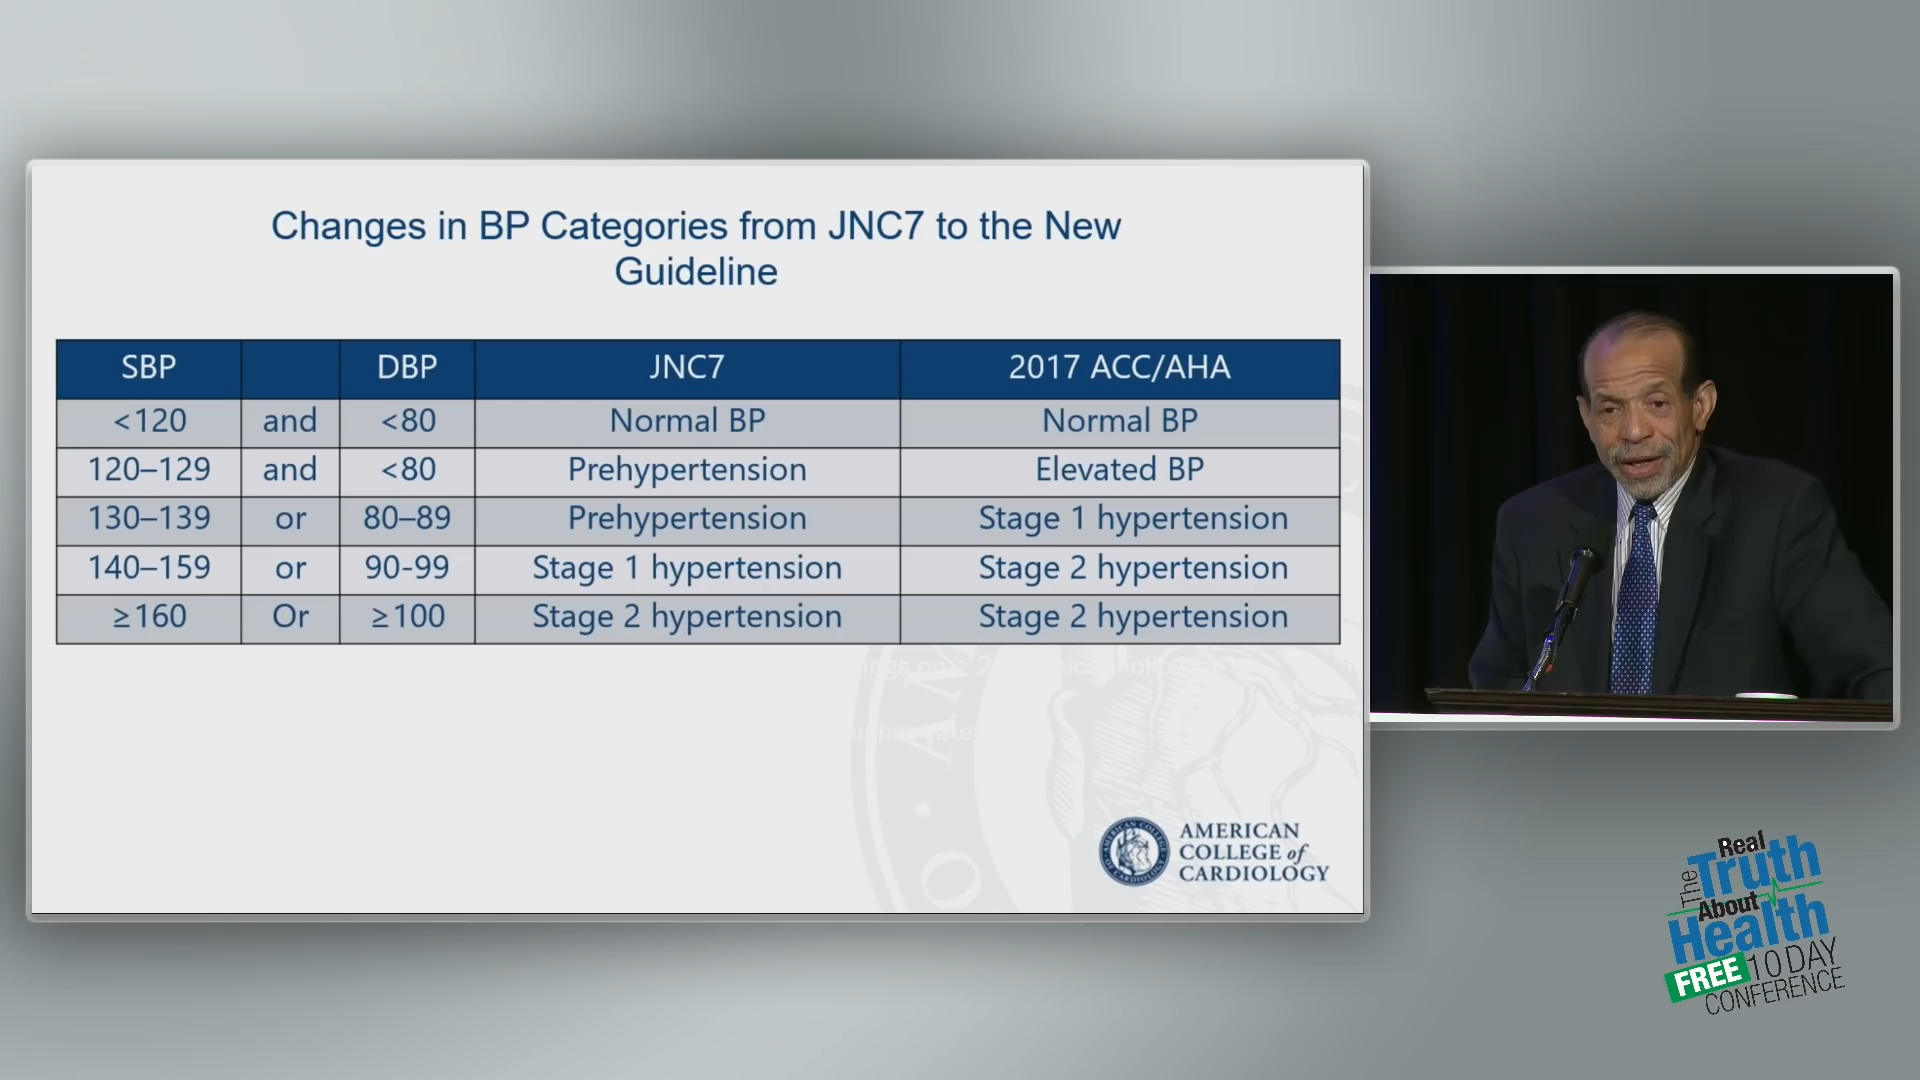 Changes in BP Categories from JNC7 to the New
Guideline
SBP DBP JNC7 2017 ACC/AHA
<120 and <80 Normal BP Normal BP
120–129 and <80 Prehypertension Elevated BP
130–139 or 80–89 Prehypertension Stage 1 hypertension
140–159 or 90-99 Stage 1 hypertension Stage 2 hypertension
≥160 Or ≥100 Stage 2 hypertension Stage 2 hypertension
AMERICAN
COLLEGE of
CARDIOLOGY
The Real
Truth
About
Health
FREE 10 DAY
CONFERENCE